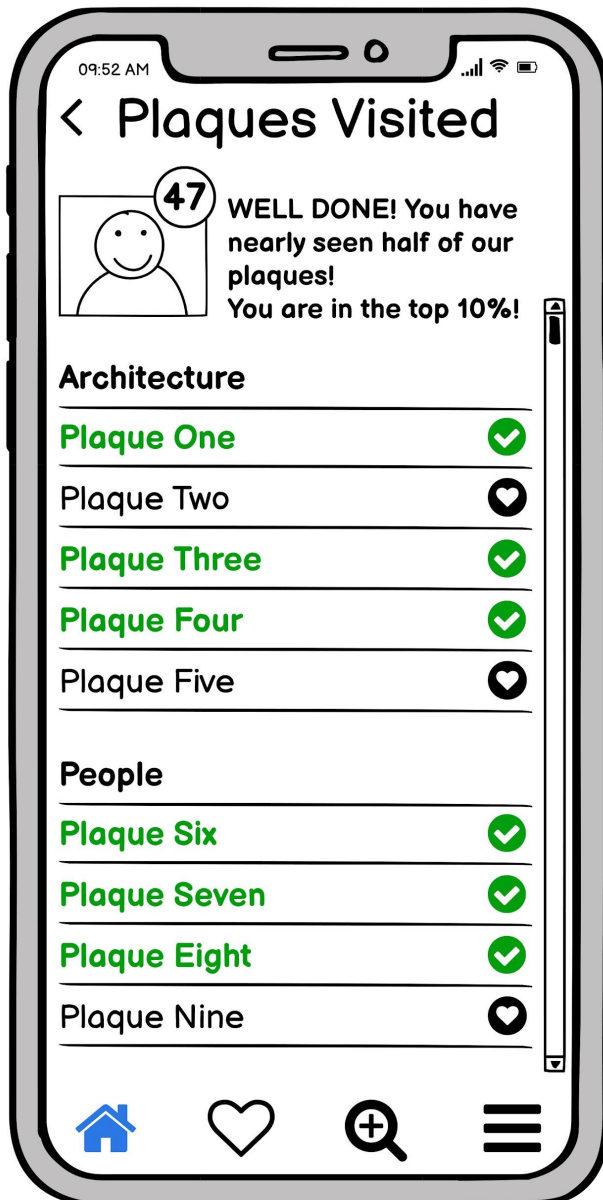 09:52 AM
Plaques Visited
47
WELL DONE! You have
nearly seen half of our
plaques!
You are in the top 10%!
Architecture
Plaque One
Plaque Two
Plaque Three
Plaque Four
Plaque Five
People
Plaque Six
Plaque Seven
Plaque Eight
Plaque Nine